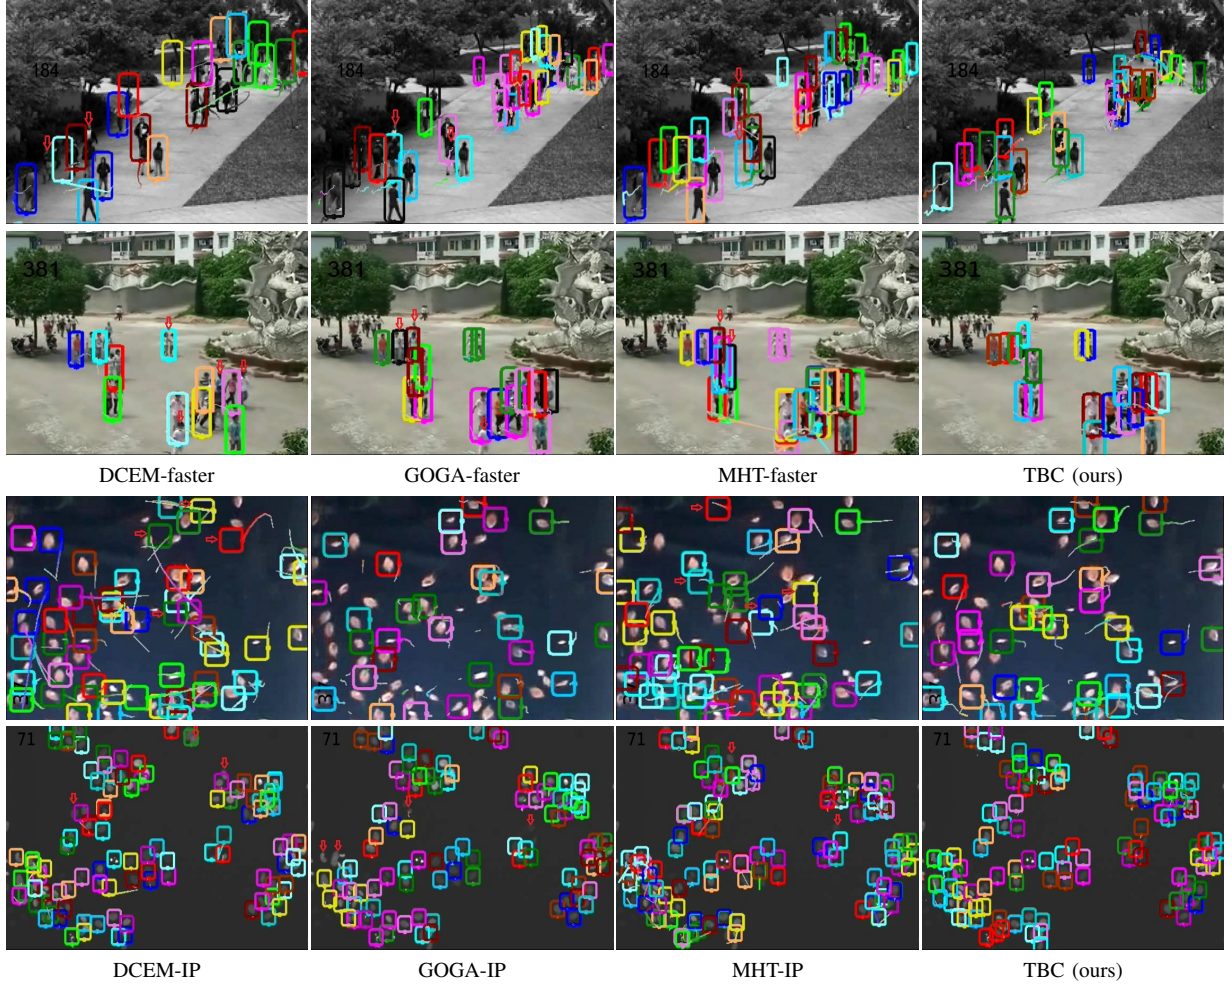 184 184 184 184
381 381 381 381
DCEM-faster GOGA-faster MHT-faster TBC (ours)
71 71 71 71
DCEM-IP GOGA-IP MHT-IP TBC (ours)